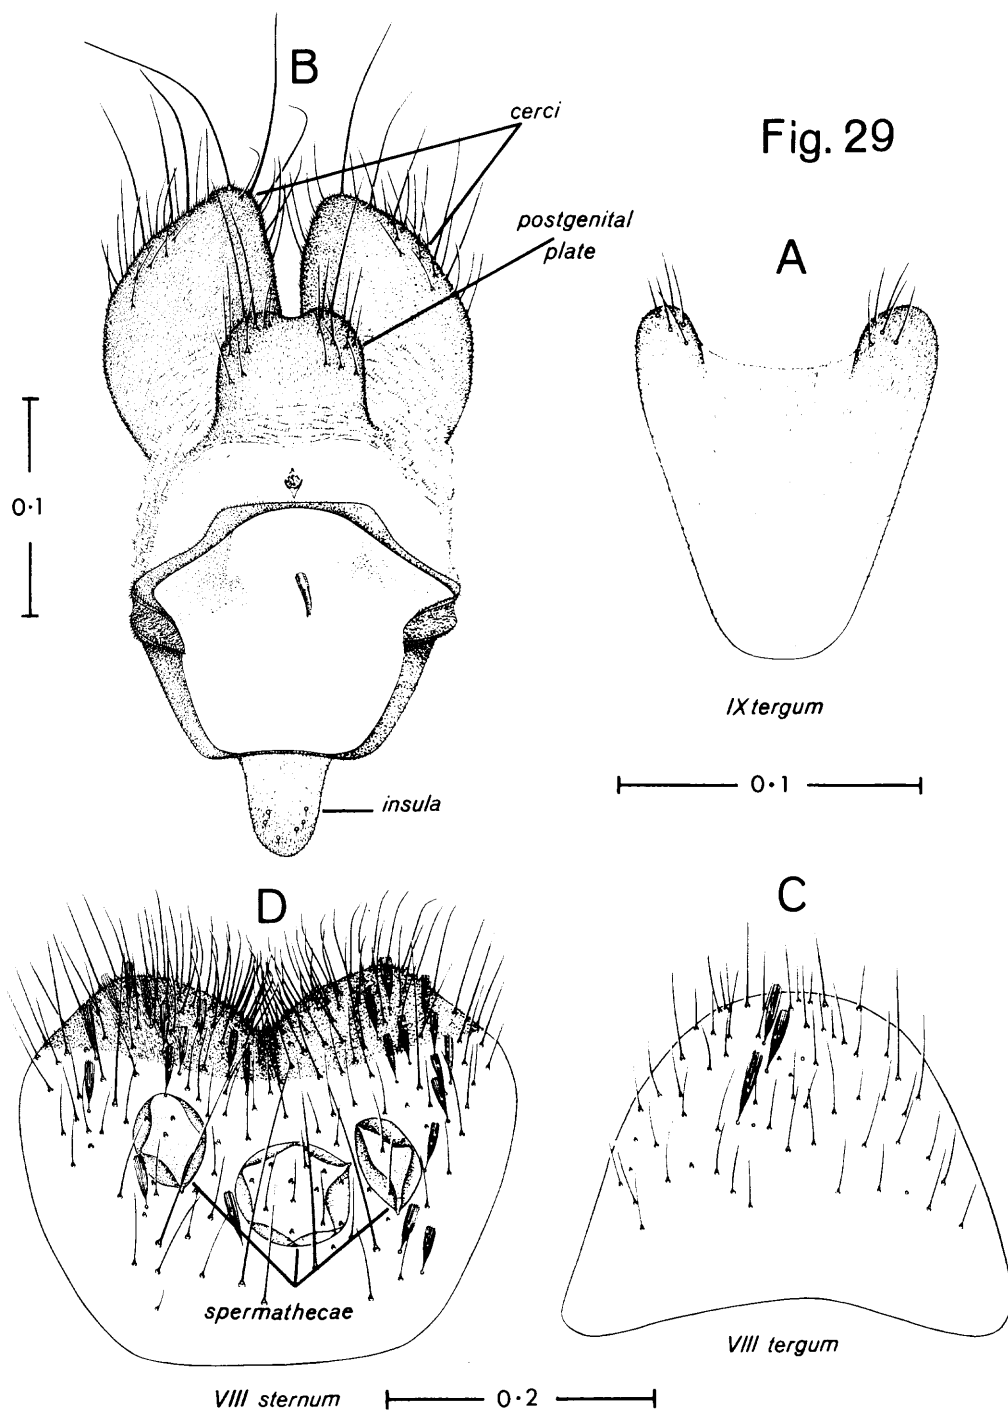 B
cerci
Fig. 29
postgenital
plate
A
0·1
IX tergum
0·1
insula
D
C
spermathecae
VIII tergum
VIII sternum
0·2